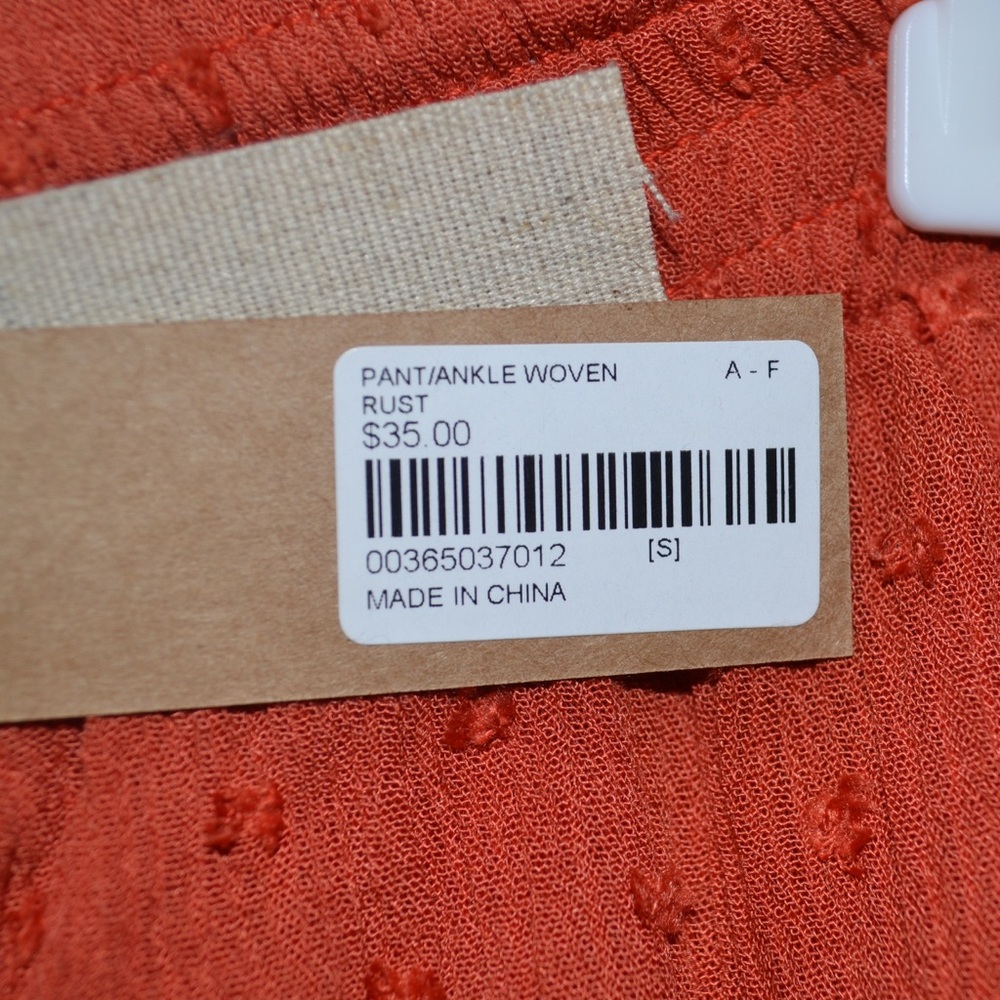 PANT/ANKLE WOVEN A - F
RUST
$35.00
00365037012 [S]
MADE IN CHINA